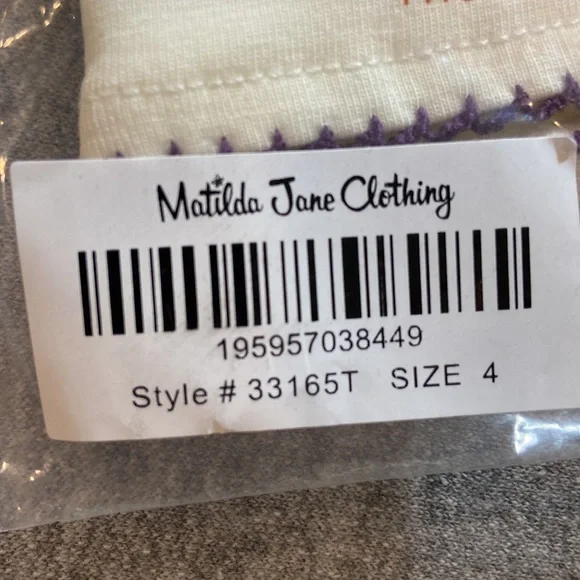 Matilda Jane Clothing
195957038449
Style # 33165T SIZE 4